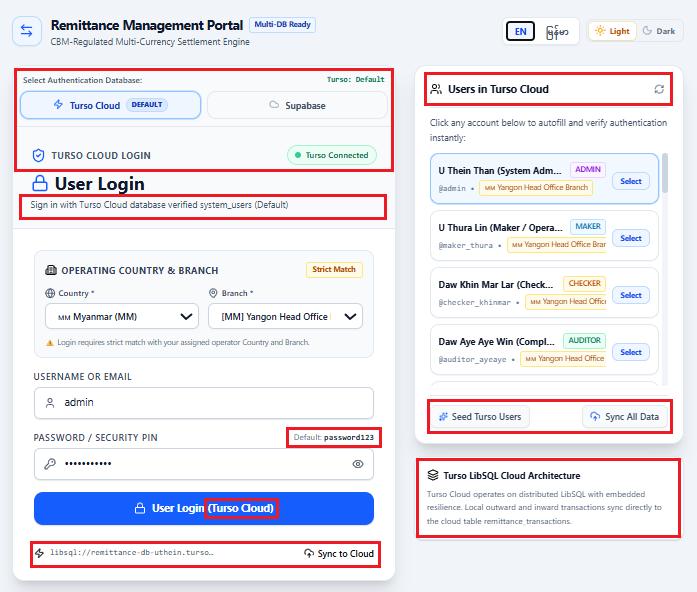 Remittance Management Portal Multi-DB Ready
CBM-Regulated Multi-Currency Settlement Engine
EN မြန်မာ Light Dark
Select Authentication Database: Turso: Default
Turso Cloud DEFAULT Supabase
TURSO CLOUD LOGIN Turso Connected
User Login
Sign in with Turso Cloud database verified system_users (Default)
OPERATING COUNTRY & BRANCH Strict Match
Country * Branch *
MM Myanmar (MM) [MM] Yangon Head Office
Login requires strict match with your assigned operator Country and Branch.
USERNAME OR EMAIL
admin
PASSWORD / SECURITY PIN Default: password123
•••••••••••
User Login (Turso Cloud)
libsql://remittance-db-uthein.turso… Sync to Cloud
Users in Turso Cloud
Click any account below to autofill and verify authentication
instantly:
U Thein Than (System Adm... ADMIN
@admin • MM Yangon Head Office Branch Select
U Thura Lin (Maker / Opera... MAKER
@maker_thura • MM Yangon Head Office Bran Select
Daw Khin Mar Lar (Check... CHECKER
@checker_khinmar • MM Yangon Head Office Select
Daw Aye Aye Win (Compl... AUDITOR
@auditor_ayeaye • MM Yangon Head Office Select
Seed Turso Users Sync All Data
Turso LibSQL Cloud Architecture
Turso Cloud operates on distributed LibSQL with embedded
resilience. Local outward and inward transactions sync directly to
the cloud table remittance_transactions.